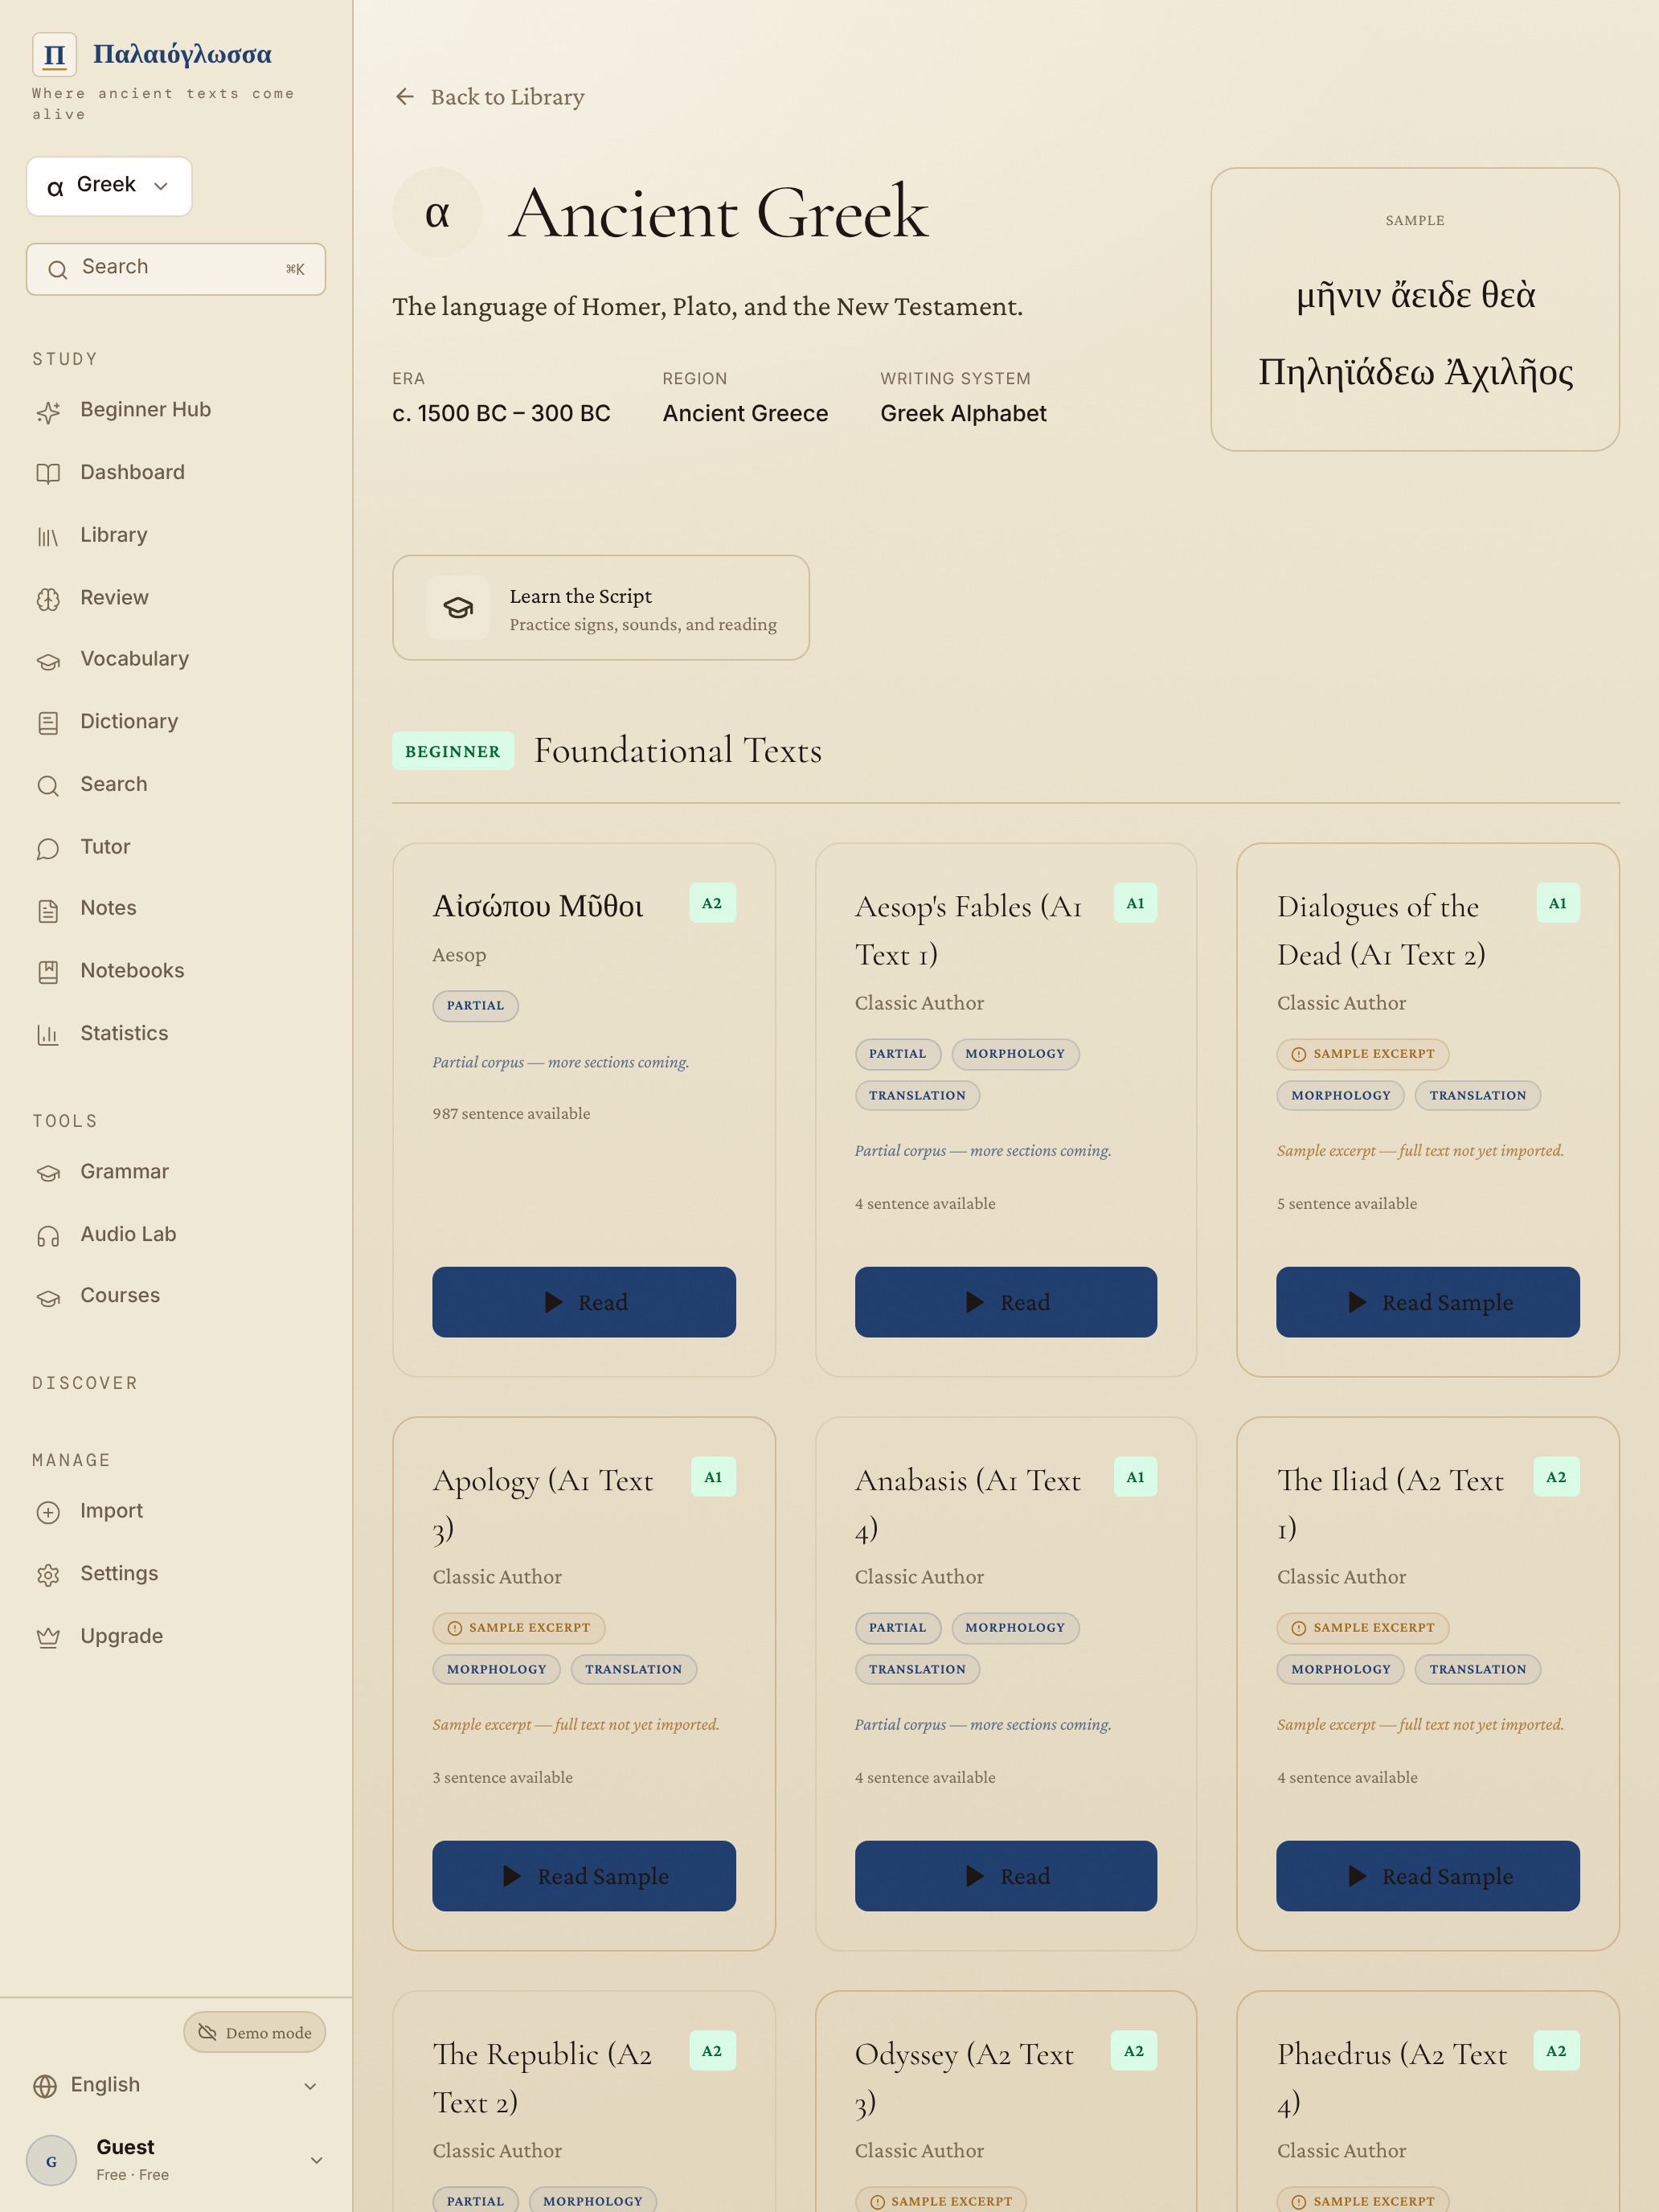 Π Παλαιόγλωσσα
Where ancient texts come
alive
α Greek
Search ⌘K
STUDY
Beginner Hub
Dashboard
Library
Review
Vocabulary
Dictionary
Search
Tutor
Notes
Notebooks
Statistics
TOOLS
Grammar
Audio Lab
Courses
DISCOVER
MANAGE
Import
Settings
Upgrade
Demo mode
English
G Guest
Free · Free
Back to Library
α Ancient Greek
The language of Homer, Plato, and the New Testament.
ERA REGION WRITING SYSTEM
c. 1500 BC – 300 BC Ancient Greece Greek Alphabet
SAMPLE
μῆνιν ἄειδε θεὰ
Πηληϊάδεω Ἀχιλῆος
Learn the Script
Practice signs, sounds, and reading
BEGINNER Foundational Texts
Αἰσώπου Μῦθοι A2
Aesop
PARTIAL
Partial corpus — more sections coming.
987 sentence available
Read
Aesop's Fables (A1 A1
Text 1)
Classic Author
PARTIAL MORPHOLOGY
TRANSLATION
Partial corpus — more sections coming.
4 sentence available
Read
Dialogues of the A1
Dead (A1 Text 2)
Classic Author
SAMPLE EXCERPT
MORPHOLOGY TRANSLATION
Sample excerpt — full text not yet imported.
5 sentence available
Read Sample
Apology (A1 Text A1
3)
Classic Author
SAMPLE EXCERPT
MORPHOLOGY TRANSLATION
Sample excerpt — full text not yet imported.
3 sentence available
Read Sample
Anabasis (A1 Text A1
4)
Classic Author
PARTIAL MORPHOLOGY
TRANSLATION
Partial corpus — more sections coming.
4 sentence available
Read
The Iliad (A2 Text A2
1)
Classic Author
SAMPLE EXCERPT
MORPHOLOGY TRANSLATION
Sample excerpt — full text not yet imported.
4 sentence available
Read Sample
The Republic (A2 A2
Text 2)
Classic Author
PARTIAL MORPHOLOGY
Odyssey (A2 Text A2
3)
Classic Author
SAMPLE EXCERPT
Phaedrus (A2 Text A2
4)
Classic Author
SAMPLE EXCERPT